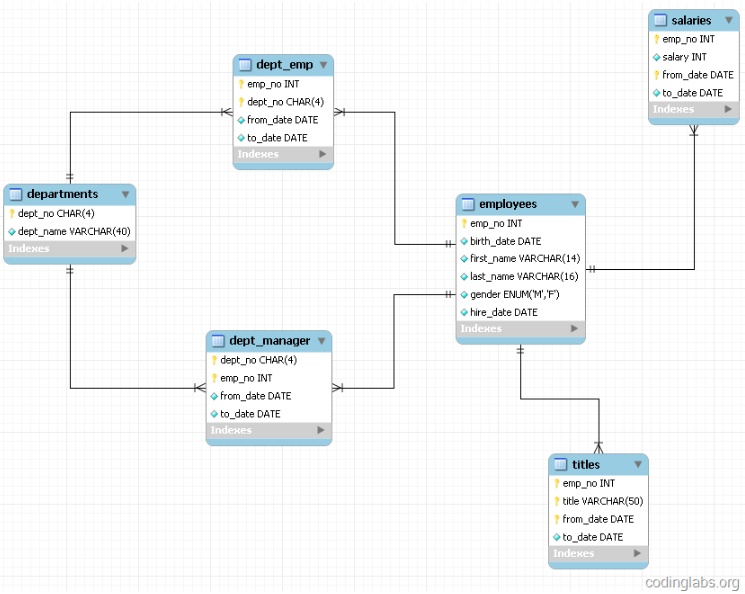 salaries
emp_no INT
salary INT
from_date DATE
to_date DATE
Indexes
dept_emp
emp_no INT
dept_no CHAR(4)
from_date DATE
to_date DATE
Indexes
departments
dept_no CHAR(4)
dept_name VARCHAR(40)
Indexes
employees
emp_no INT
birth_date DATE
first_name VARCHAR(14)
last_name VARCHAR(16)
gender ENUM('M','F')
hire_date DATE
Indexes
dept_manager
dept_no CHAR(4)
emp_no INT
from_date DATE
to_date DATE
Indexes
titles
emp_no INT
title VARCHAR(50)
from_date DATE
to_date DATE
Indexes
codinglabs.org